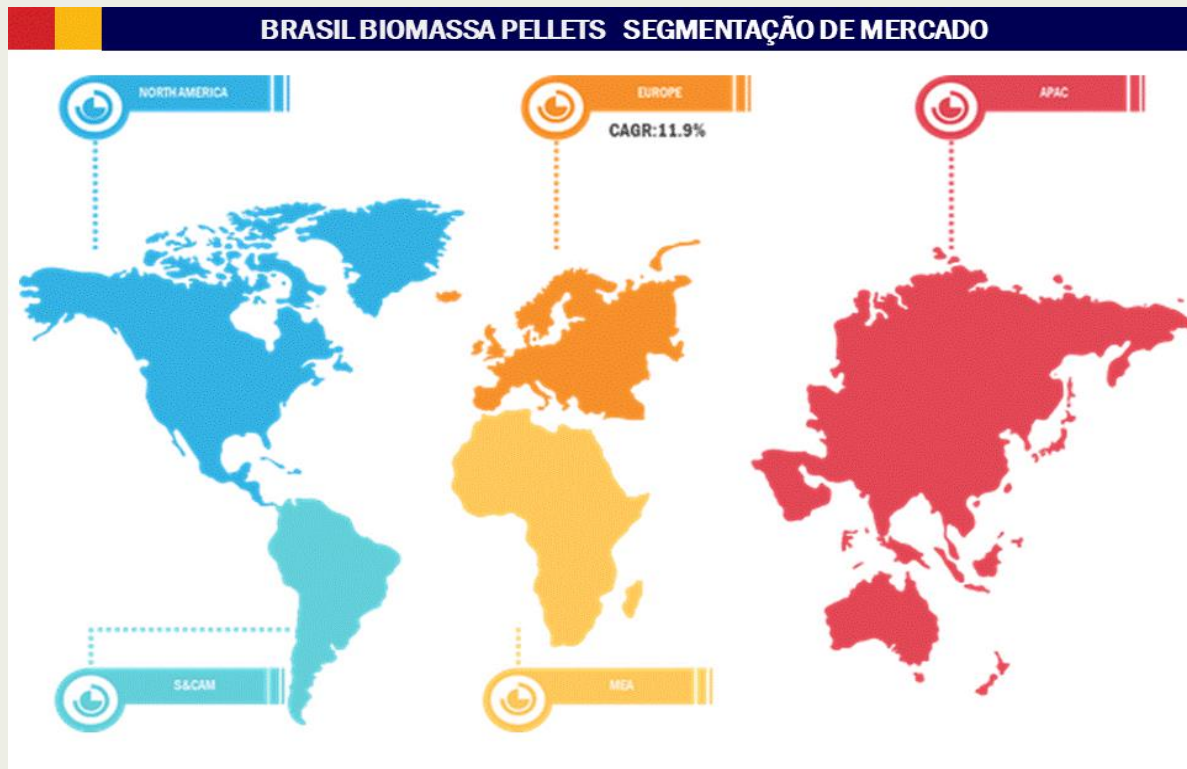 BRASIL BIOMASSA PELLETS SEGMENTAÇÃO DE MERCADO
NORTH AMERICA
EUROPE
APAC
CAGR:11.9%
S&CAM
MEA